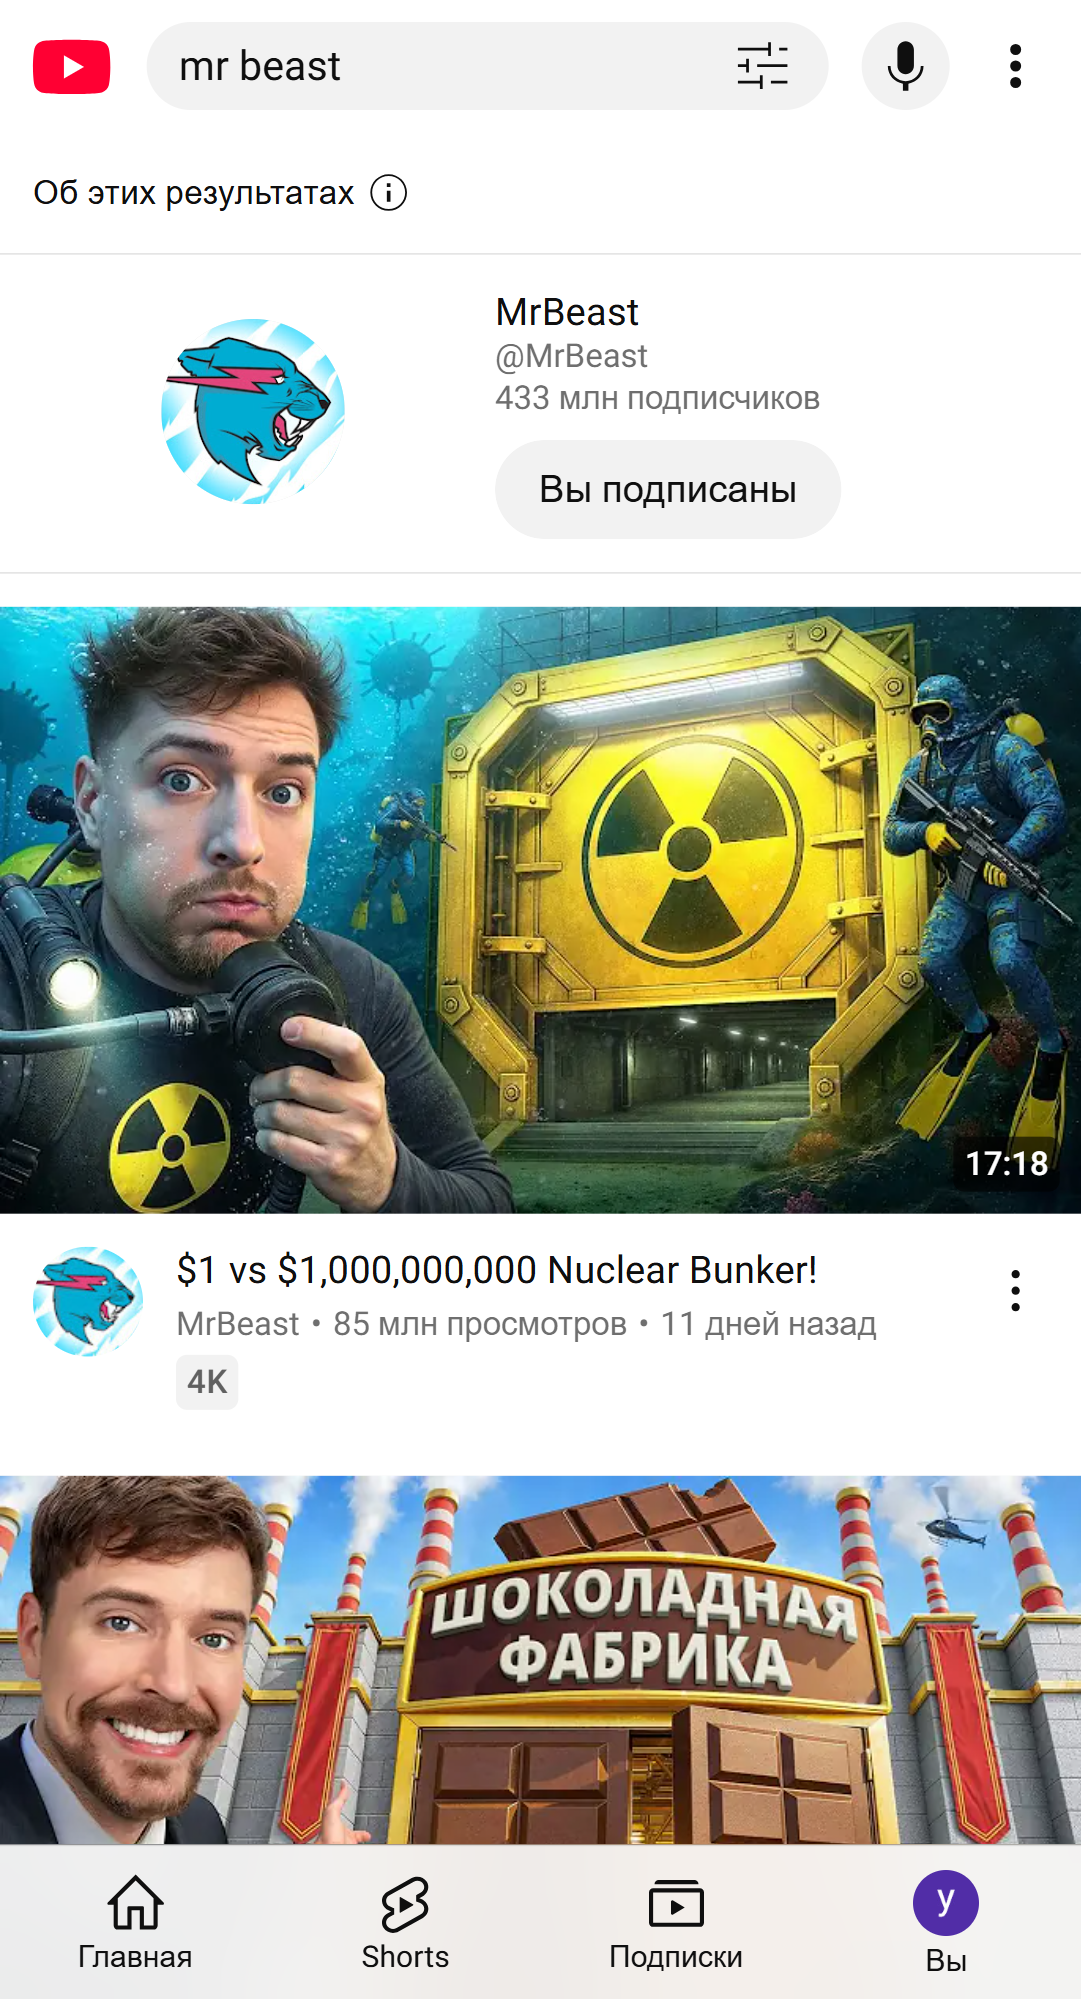 mr beast
Об этих результатах
MrBeast
@MrBeast
433 млн подписчиков
Вы подписаны
17:18
$1 vs $1,000,000,000 Nuclear Bunker!
MrBeast • 85 млн просмотров • 11 дней назад
4K
ШОКОЛАДНАЯ
ФАБРИКА
Главная
Shorts
Подписки
y
Вы